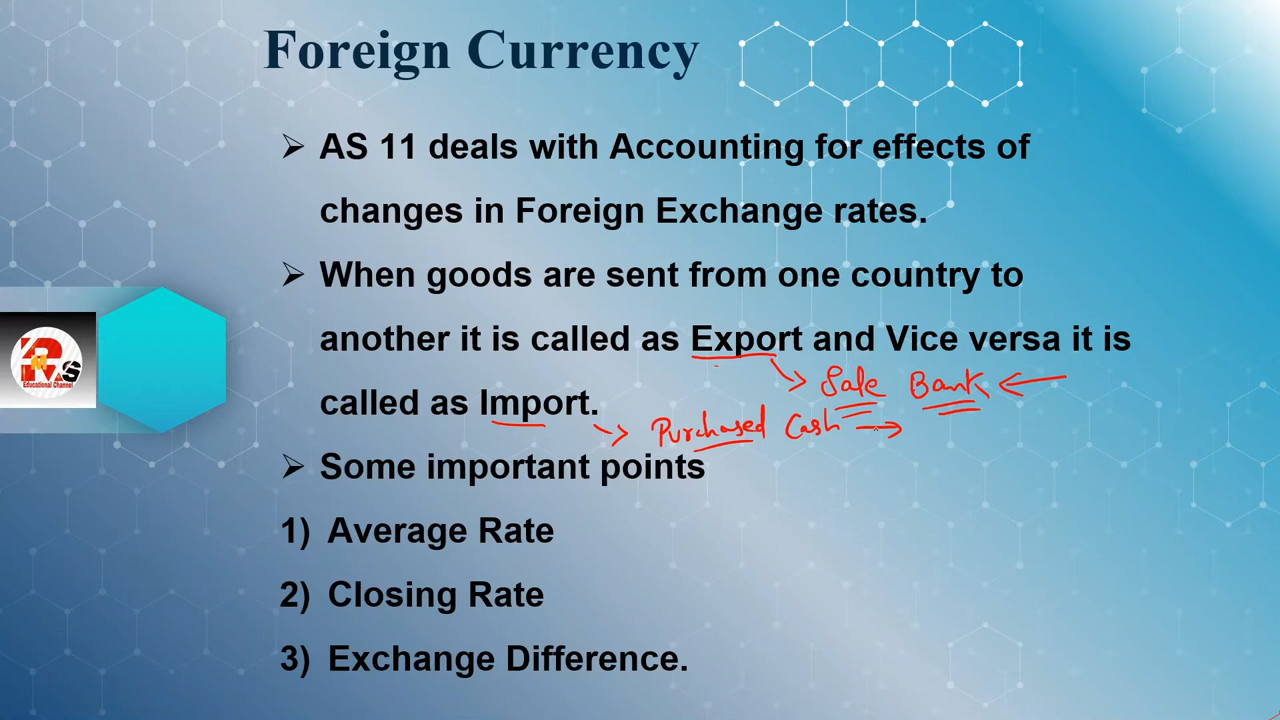 Foreign Currency
➢ AS 11 deals with Accounting for effects of
changes in Foreign Exchange rates.
➢ When goods are sent from one country to
another it is called as Export and Vice versa it is
Sale Bank ←
called as Import.
→ Purchased Cash →
➢ Some important points
1) Average Rate
2) Closing Rate
3) Exchange Difference.
Educational Channel